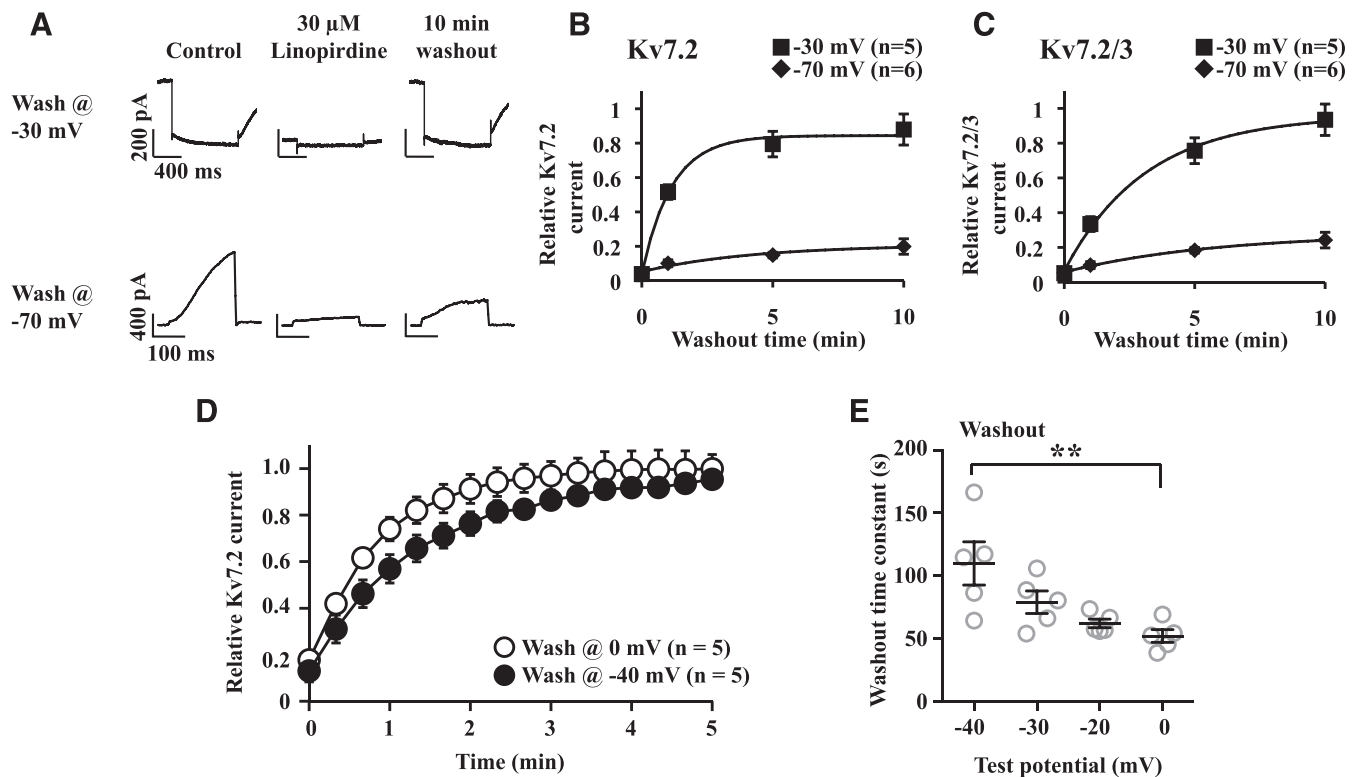 A
Control
30 µM
Linopirdine
10 min
washout
Wash @
-30 mV
200 pA
400 ms
Wash @
-70 mV
400 pA
100 ms
B
Kv7.2
-30 mV (n=5)
-70 mV (n=6)
Relative Kv7.2
current
1
0.8
0.6
0.4
0.2
0
0 5 10
Washout time (min)
C
Kv7.2/3
-30 mV (n=5)
-70 mV (n=6)
Relative Kv7.2/3
current
1
0.8
0.6
0.4
0.2
0
0 5 10
Washout time (min)
D
Relative Kv7.2 current
1.0
0.8
0.6
0.4
0.2
0
0 1 2 3 4 5
Time (min)
Wash @ 0 mV (n = 5)
Wash @ -40 mV (n = 5)
E
Washout
**
Washout time constant (s)
200
150
100
50
0
-40 -30 -20 0
Test potential (mV)